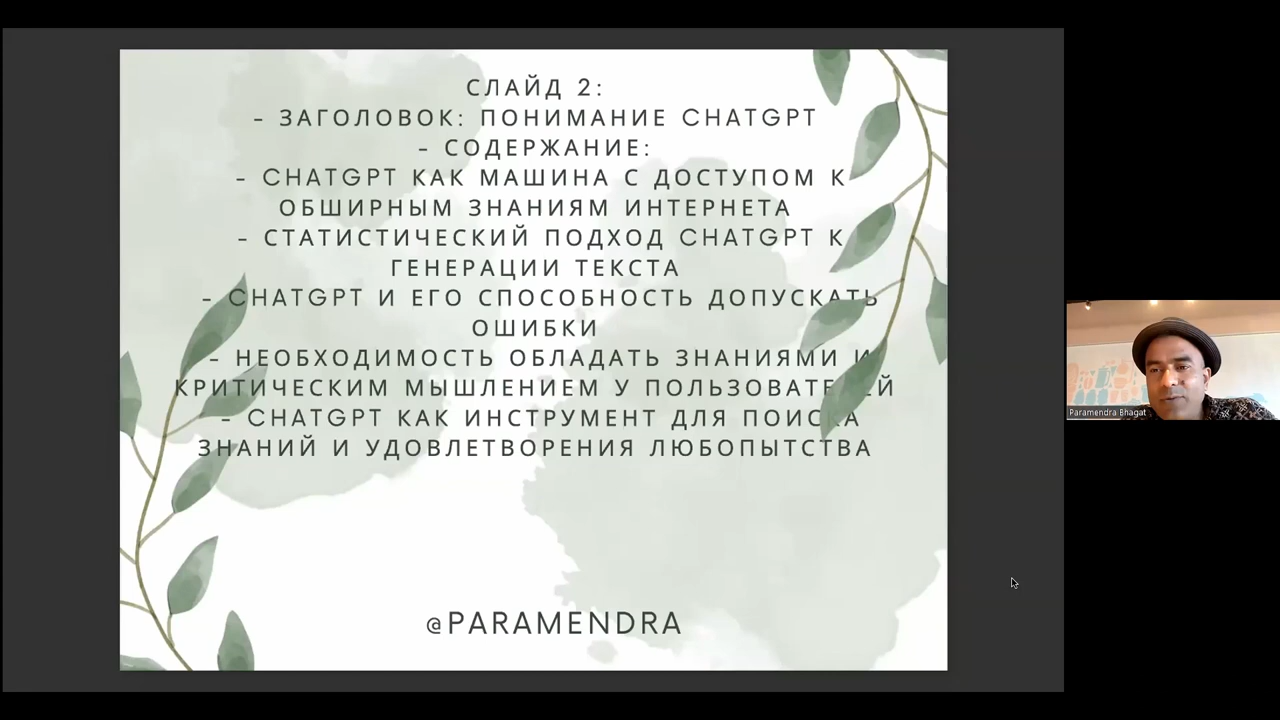 СЛАЙД 2:
- ЗАГОЛОВОК: ПОНИМАНИЕ CHATGPT
- СОДЕРЖАНИЕ:
- CHATGPT КАК МАШИНА С ДОСТУПОМ К
ОБШИРНЫМ ЗНАНИЯМ ИНТЕРНЕТА
- СТАТИСТИЧЕСКИЙ ПОДХОД CHATGPT К
ГЕНЕРАЦИИ ТЕКСТА
- CHATGPT И ЕГО СПОСОБНОСТЬ ДОПУСКАТЬ
ОШИБКИ
- НЕОБХОДИМОСТЬ ОБЛАДАТЬ ЗНАНИЯМИ И
КРИТИЧЕСКИМ МЫШЛЕНИЕМ У ПОЛЬЗОВАТЕЛЕЙ
- CHATGPT КАК ИНСТРУМЕНТ ДЛЯ ПОИСКА
ЗНАНИЙ И УДОВЛЕТВОРЕНИЯ ЛЮБОПЫТСТВА
@PARAMENDRA
Paramendra Bhagat